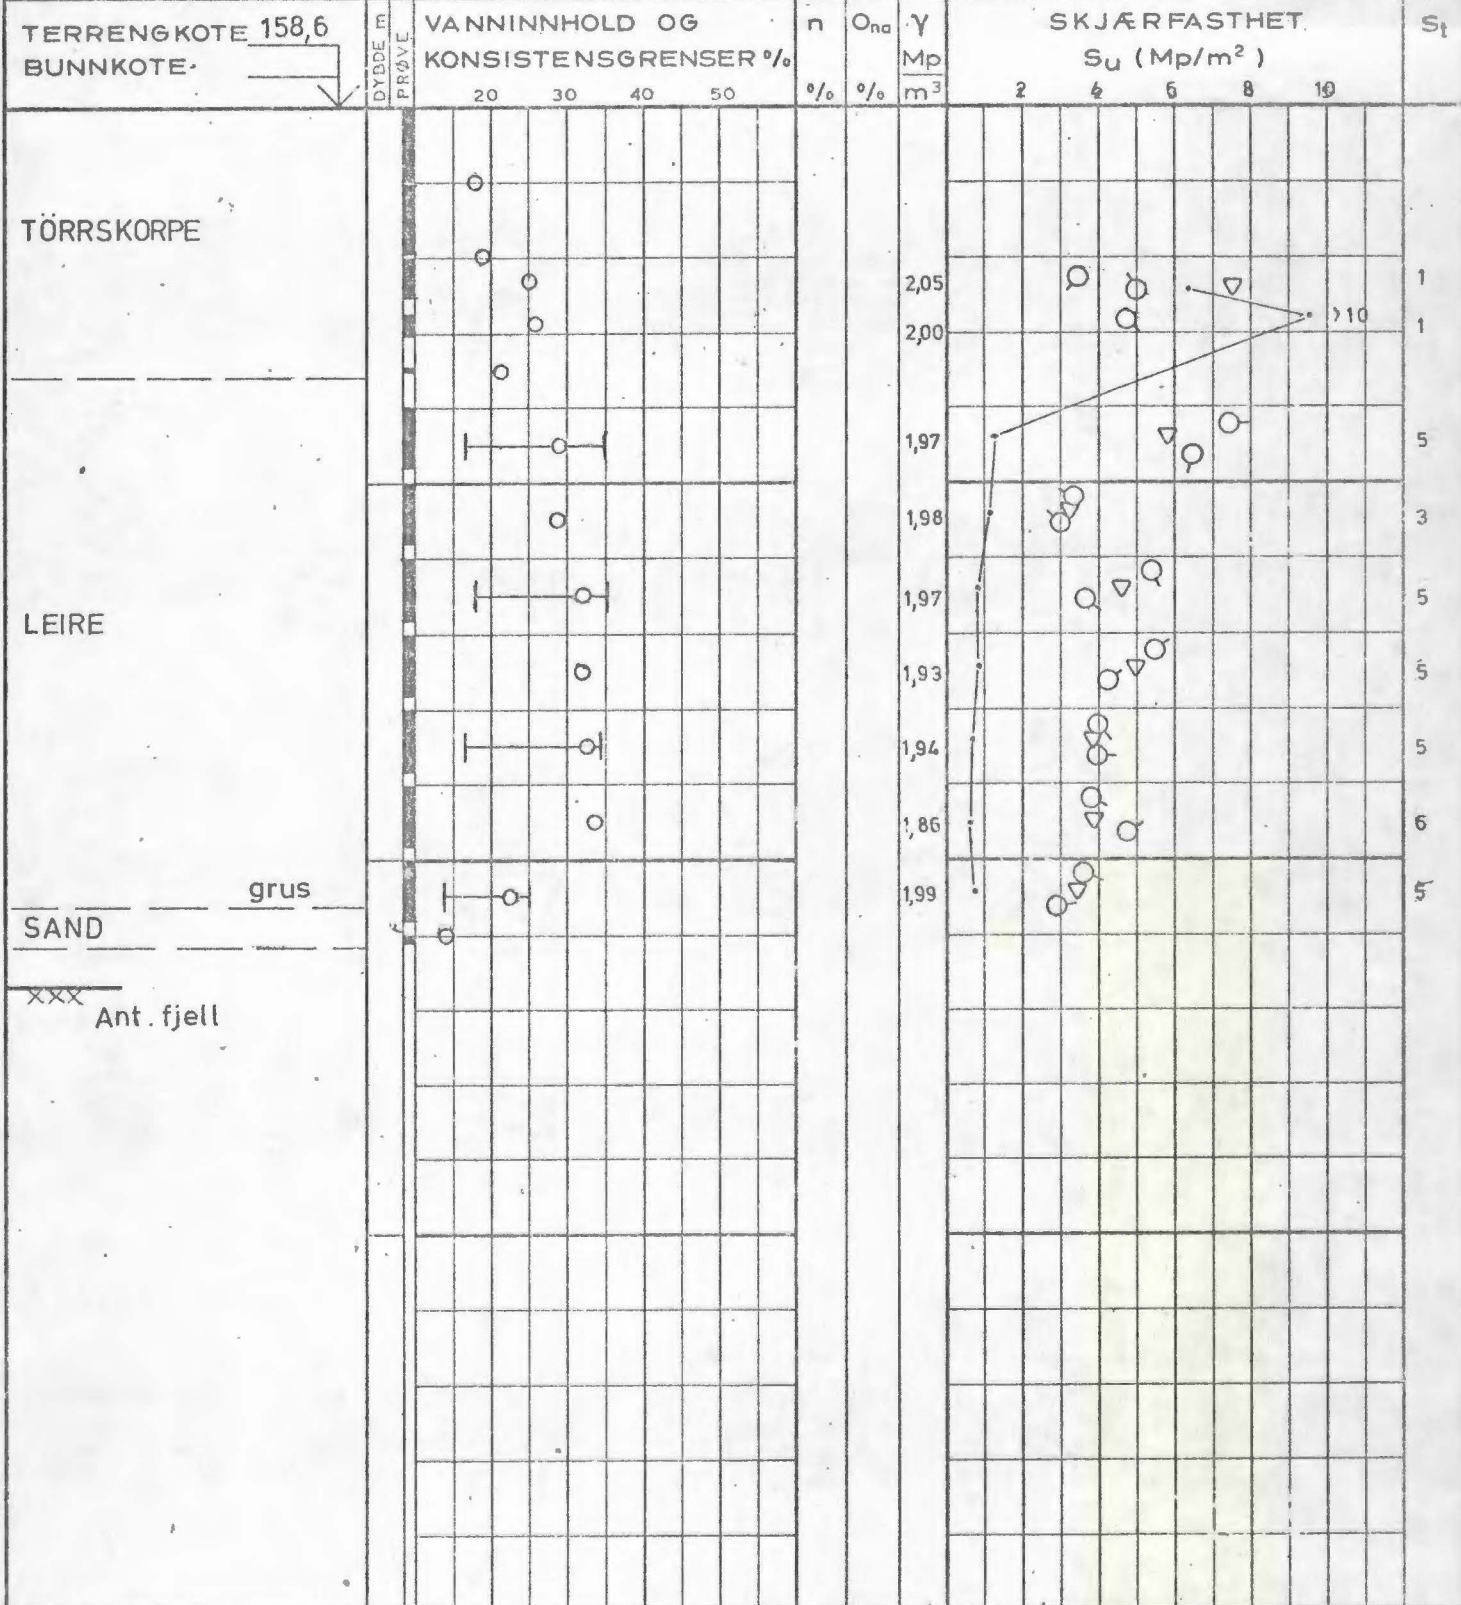 TERRENGKOTE 158,6
BUNNKOTE
DYBDE m
PRØVE
VANNINNHOLD OG
KONSISTENSGRENSER %
20 30 40 50
n
%
Ona
%
γ
Mp
m³
SKJÆRFASTHET
Su (Mp/m²)
2 4 6 8 10
St
TÖRRSKORPE
2,05 1
2,00 >10 1
1,97 5
1,98 3
LEIRE
1,97 5
1,93 5
1,94 5
1,86 6
grus
1,99 5
SAND
xxx
Ant. fjell